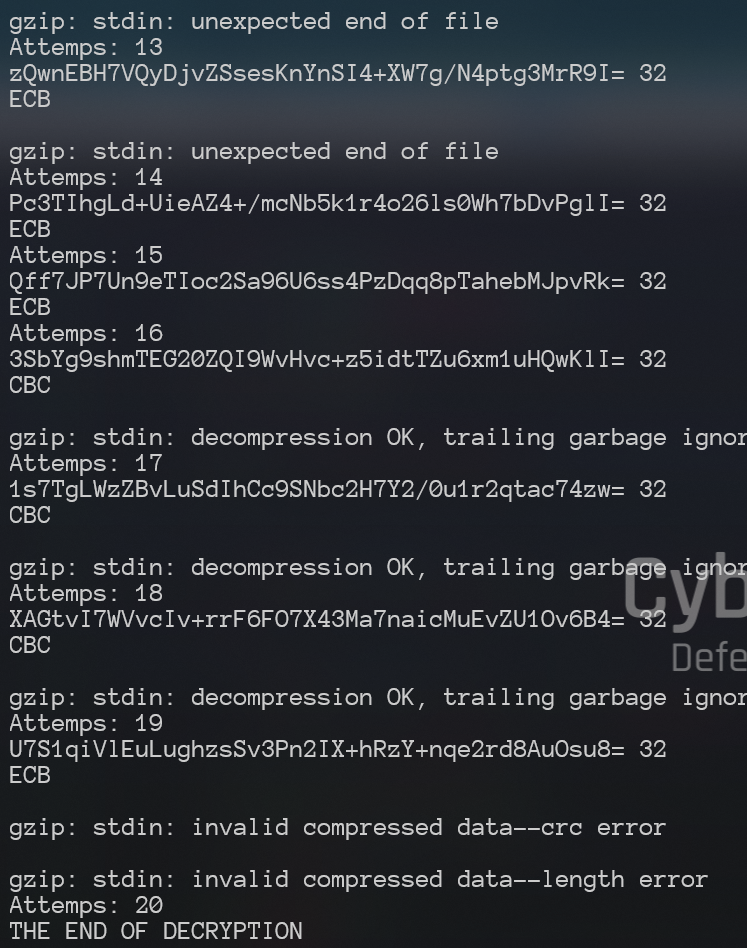 gzip: stdin: unexpected end of file
Attemps: 13
zQwnEBH7VQyDjvZSsesKnYnSI4+XW7g/N4ptg3MrR9I= 32
ECB
gzip: stdin: unexpected end of file
Attemps: 14
Pc3TIhgLd+UieAZ4+/mcNb5k1r4o26ls0Wh7bDvPglI= 32
ECB
Attemps: 15
Qff7JP7Un9eTIoc2Sa96U6ss4PzDqq8pTahebMJpvRk= 32
ECB
Attemps: 16
3SbYg9shmTEG20ZQI9WvHvc+z5idtTZu6xm1uHQwKlI= 32
CBC
gzip: stdin: decompression OK, trailing garbage ignor
Attemps: 17
1s7TgLWzZBvLuSdIhCc9SNbc2H7Y2/0u1r2qtac74zw= 32
CBC
gzip: stdin: decompression OK, trailing garbage ignor
Cyb
Attemps: 18
XAGtvI7WVvcIv+rrF6FO7X43Ma7naicMuEvZU1Ov6B4= 32
CBC
Defe
gzip: stdin: decompression OK, trailing garbage ignor
Attemps: 19
U7S1qiVlEuLughzsSv3Pn2IX+hRzY+nqe2rd8AuOsu8= 32
ECB
gzip: stdin: invalid compressed data--crc error
gzip: stdin: invalid compressed data--length error
Attemps: 20
THE END OF DECRYPTION